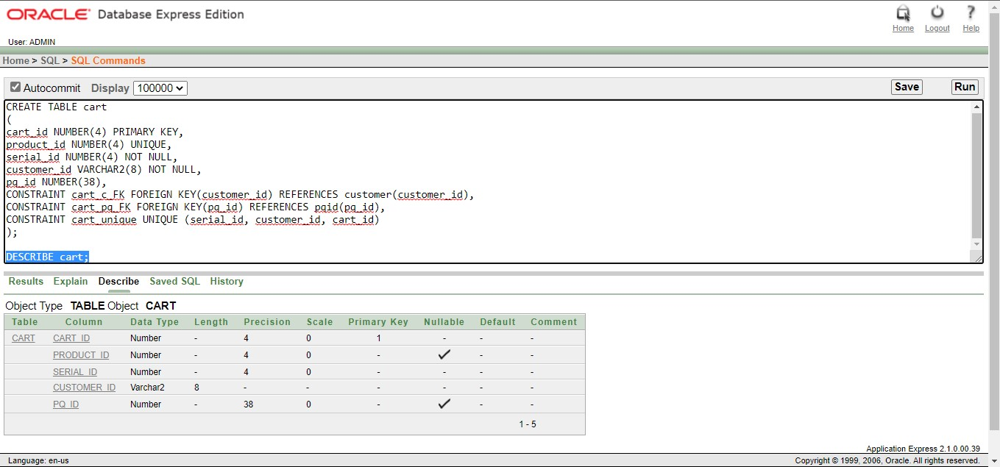 ORACLE Database Express Edition
Home Logout Help
User: ADMIN
Home > SQL > SQL Commands
Autocommit Display 100000 Save Run
CREATE TABLE cart
(
cart_id NUMBER(4) PRIMARY KEY,
product_id NUMBER(4) UNIQUE,
serial_id NUMBER(4) NOT NULL,
customer_id VARCHAR2(8) NOT NULL,
pq_id NUMBER(38),
CONSTRAINT cart_c_FK FOREIGN KEY(customer_id) REFERENCES customer(customer_id),
CONSTRAINT cart_pq_FK FOREIGN KEY(pq_id) REFERENCES pqid(pq_id),
CONSTRAINT cart_unique UNIQUE (serial_id, customer_id, cart_id)
);
DESCRIBE cart;
Results Explain Describe Saved SQL History
Object Type TABLE Object CART
Table Column Data Type Length Precision Scale Primary Key Nullable Default Comment
CART CART_ID Number - 4 0 1 - - -
PRODUCT_ID Number - 4 0 - ✓ - -
SERIAL_ID Number - 4 0 - - - -
CUSTOMER_ID Varchar2 8 - - - - - -
PQ_ID Number - 38 0 - ✓ - -
1 - 5
Application Express 2.1.0.00.39
Language: en-us Copyright © 1999, 2006, Oracle. All rights reserved.